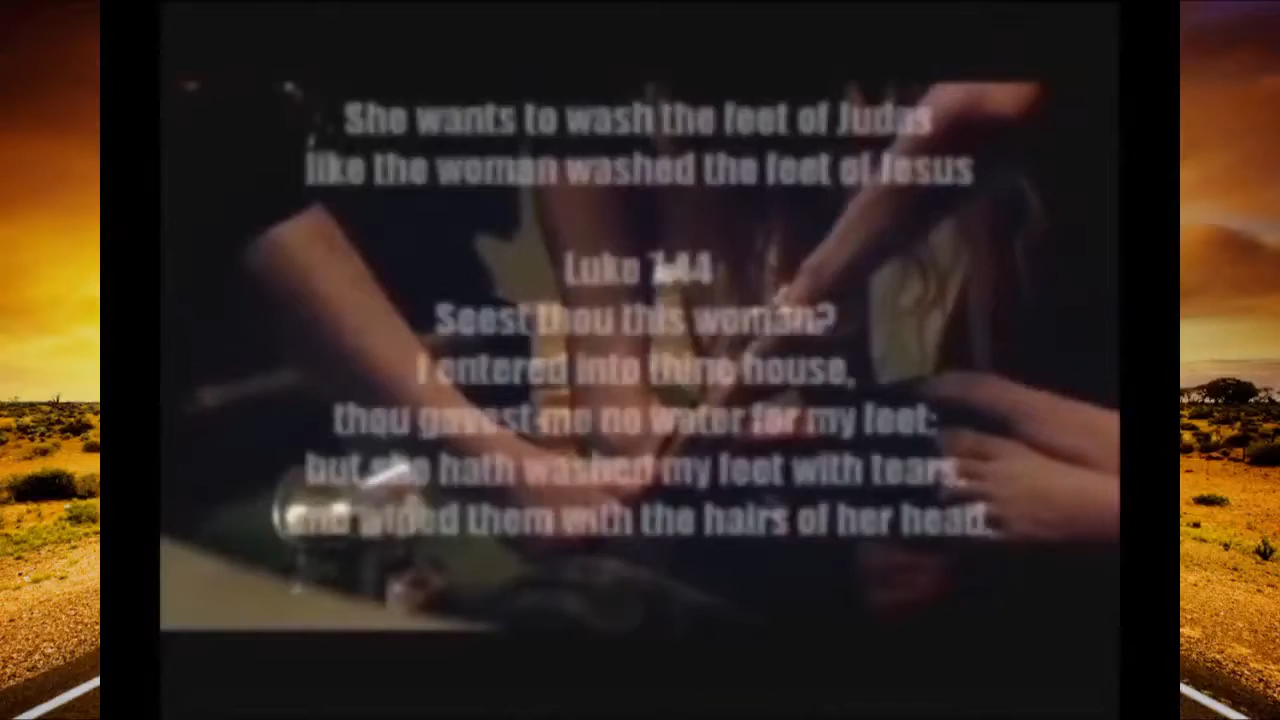 She wants to wash the feet of Judas
like the woman washed the feet of Jesus
Luke 7:44
Seest thou this woman?
I entered into thine house,
thou gavest me no water for my feet:
but she hath washed my feet with tears,
and wiped them with the hairs of her head.